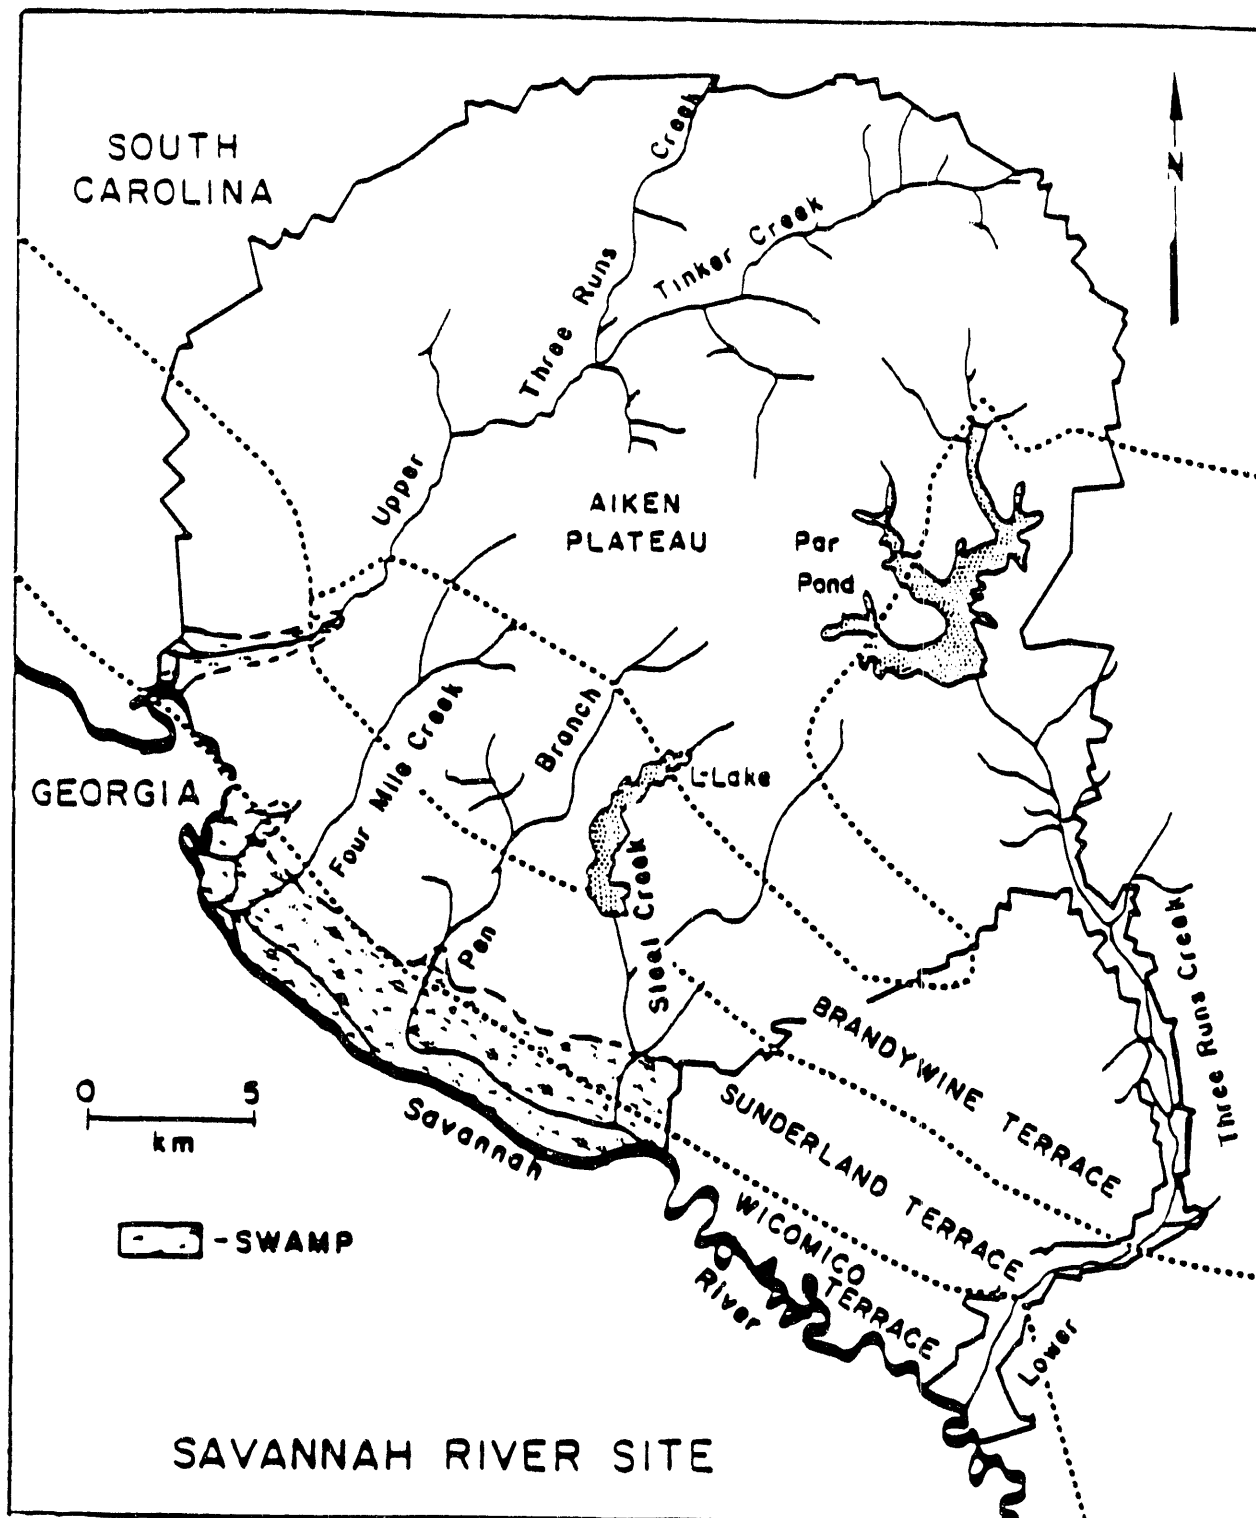 SOUTH
CAROLINA
N
Upper Three Runs Creek
Tinker Creek
AIKEN
PLATEAU
Par
Pond
GEORGIA
Four Mile Creek
Pen Branch
L-Lake
Steel Creek
BRANDYWINE TERRACE
SUNDERLAND TERRACE
WICOMICO
TERRACE
Lower Three Runs Creek
Savannah River
0 5
km
-SWAMP
SAVANNAH RIVER SITE